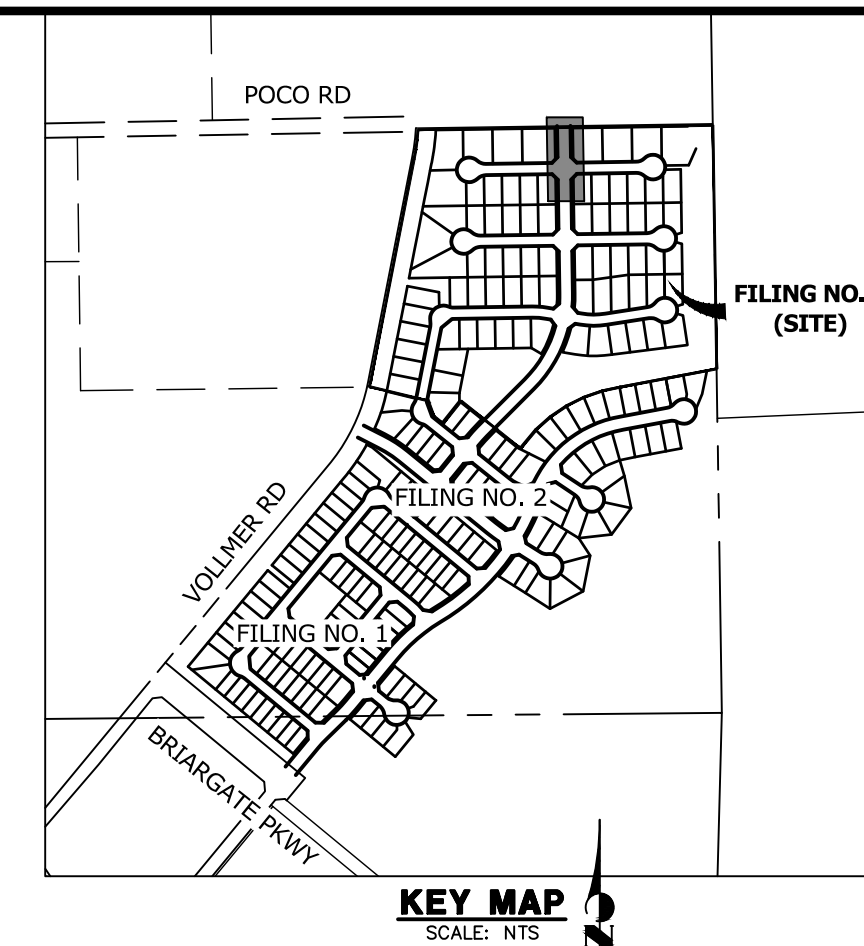 POCO RD
FILING NO.
(SITE)
FILING NO. 2
VOLLMER RD
FILING NO. 1
BRIARGATE PKWY
KEY MAP
SCALE: NTS
N